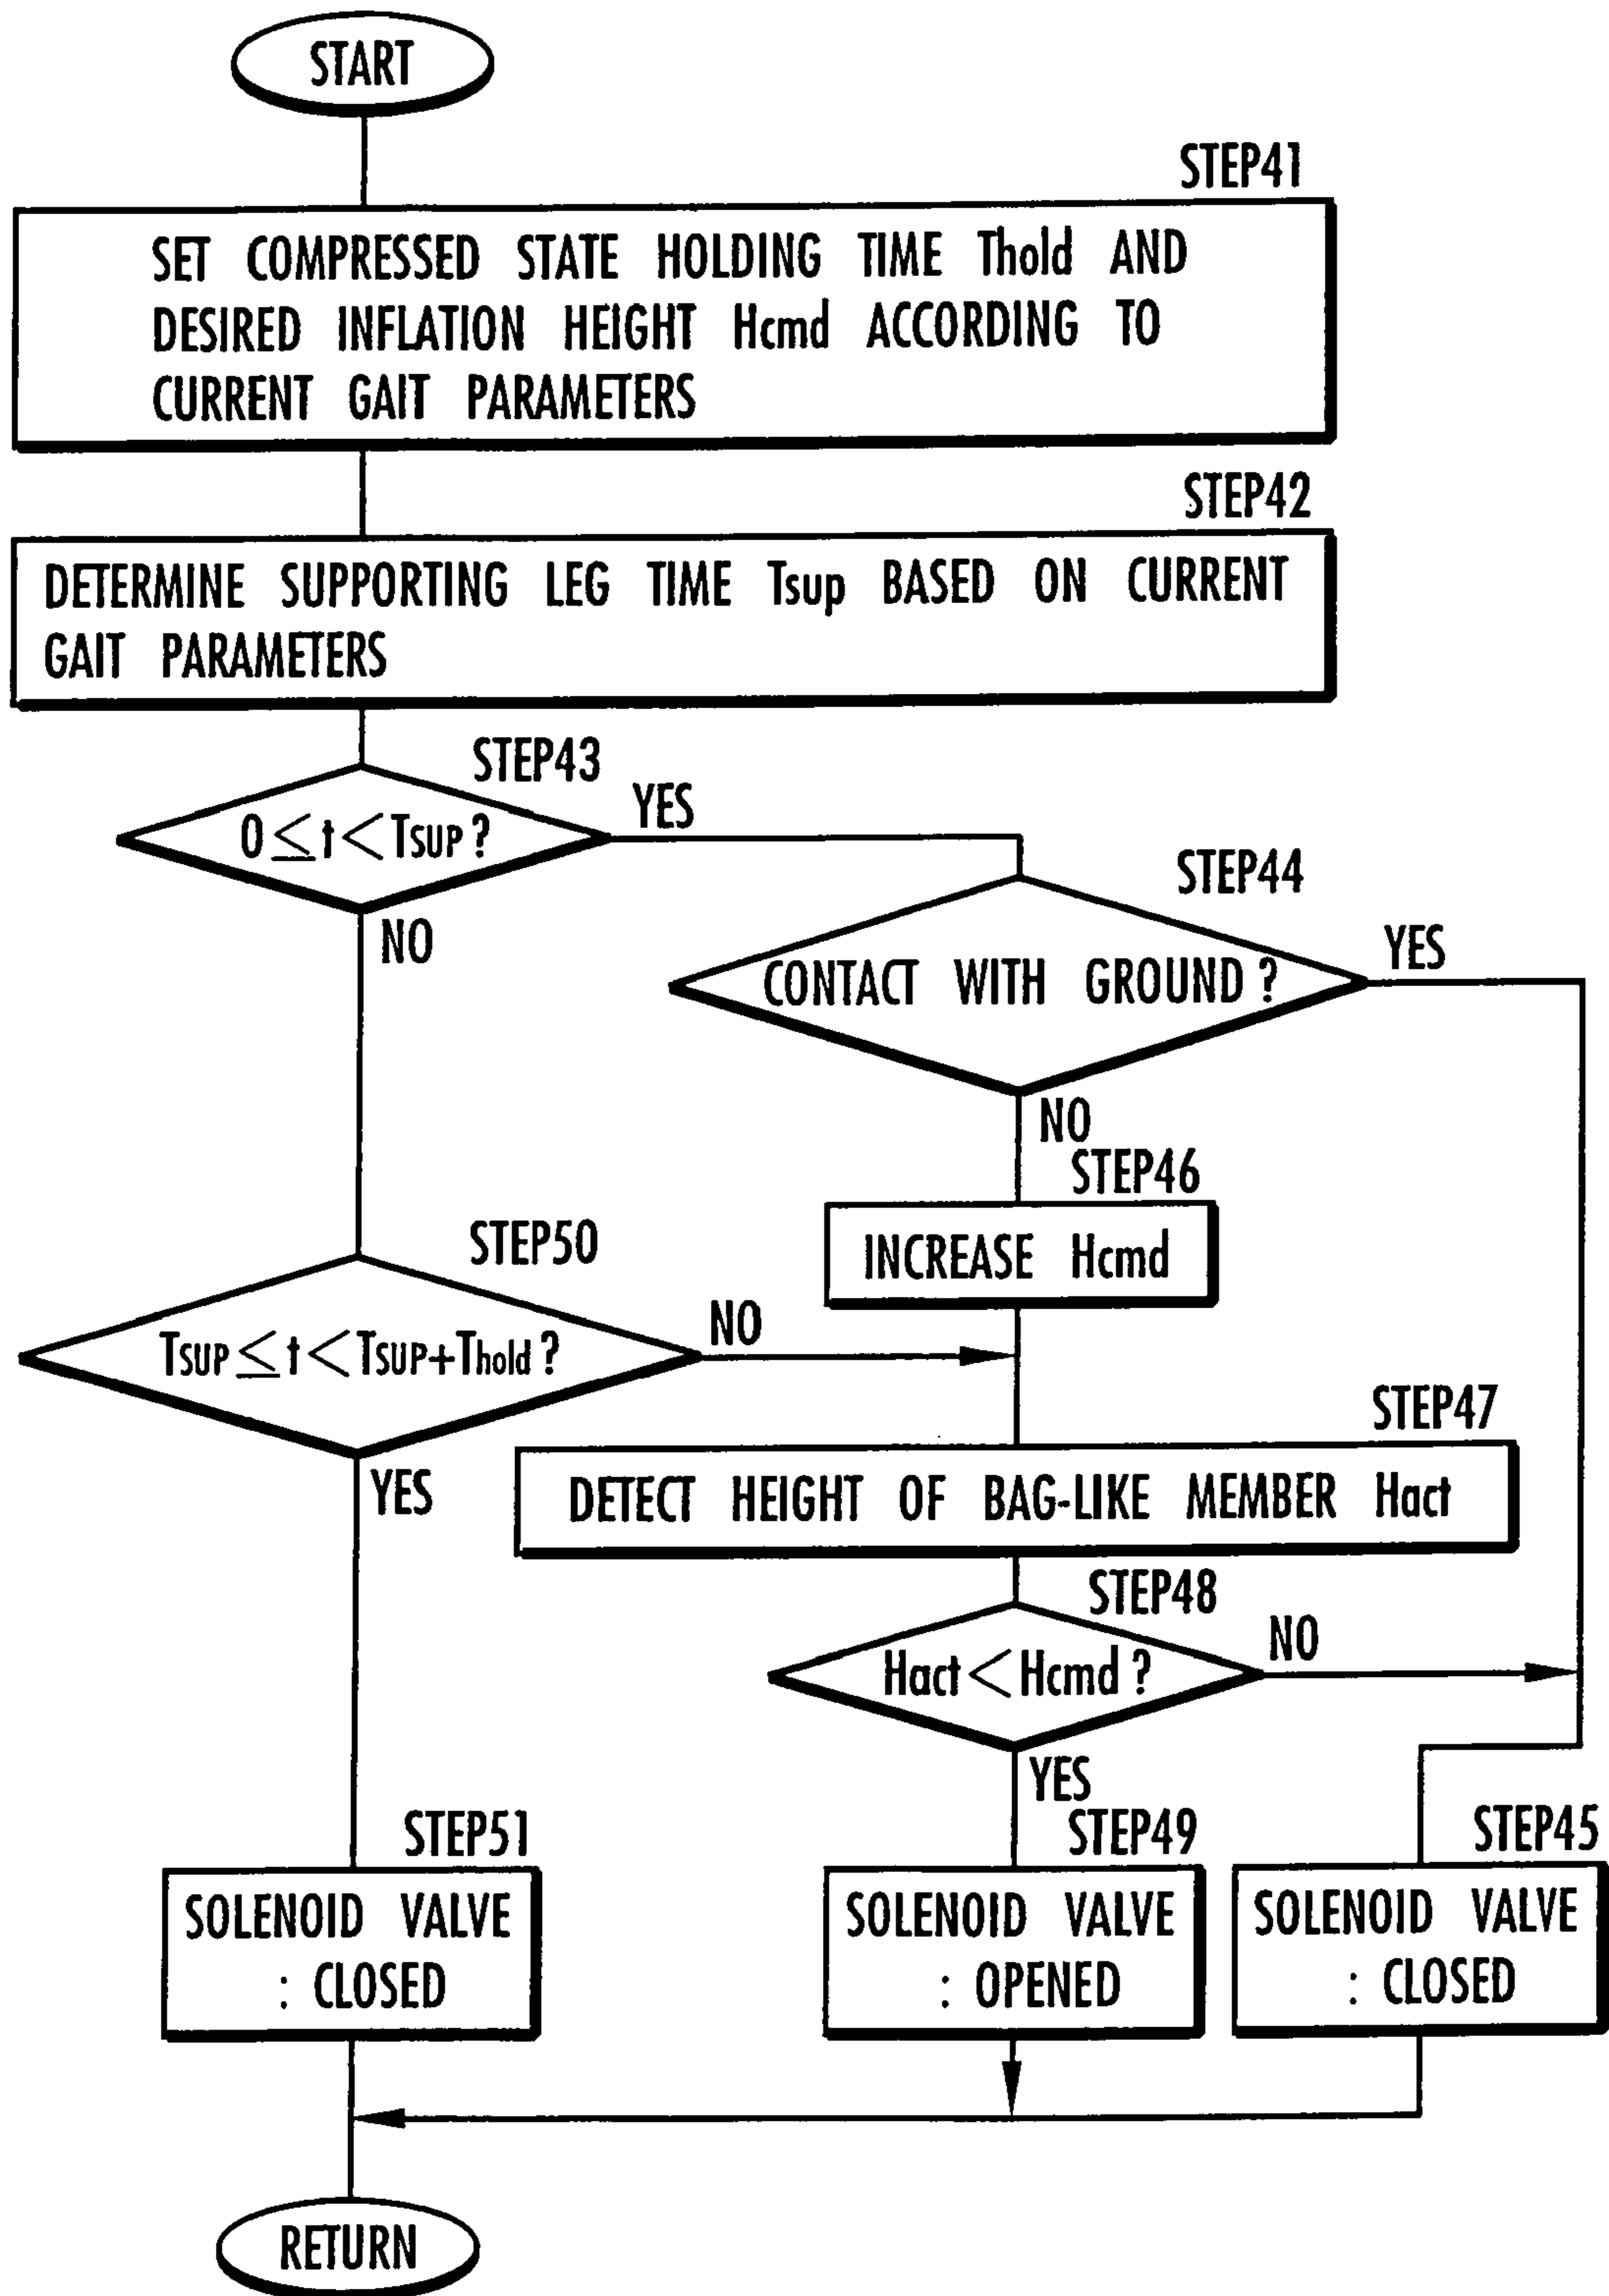 START
STEP41
SET COMPRESSED STATE HOLDING TIME Thold AND
DESIRED INFLATION HEIGHT Hcmd ACCORDING TO
CURRENT GAIT PARAMETERS
STEP42
DETERMINE SUPPORTING LEG TIME Tsup BASED ON CURRENT
GAIT PARAMETERS
STEP43
0≦t<TSUP?
YES
NO
STEP44
CONTACT WITH GROUND?
YES
NO
STEP46
INCREASE Hcmd
STEP50
TSUP≦t<TSUP+Thold?
NO
YES
STEP47
DETECT HEIGHT OF BAG-LIKE MEMBER Hact
STEP48
Hact<Hcmd?
NO
YES
STEP51
SOLENOID VALVE
: CLOSED
STEP49
SOLENOID VALVE
: OPENED
STEP45
SOLENOID VALVE
: CLOSED
RETURN